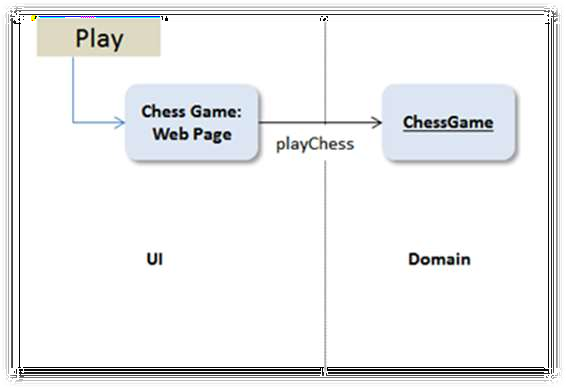 Play
Chess Game:
Web Page
playChess
ChessGame
UI
Domain